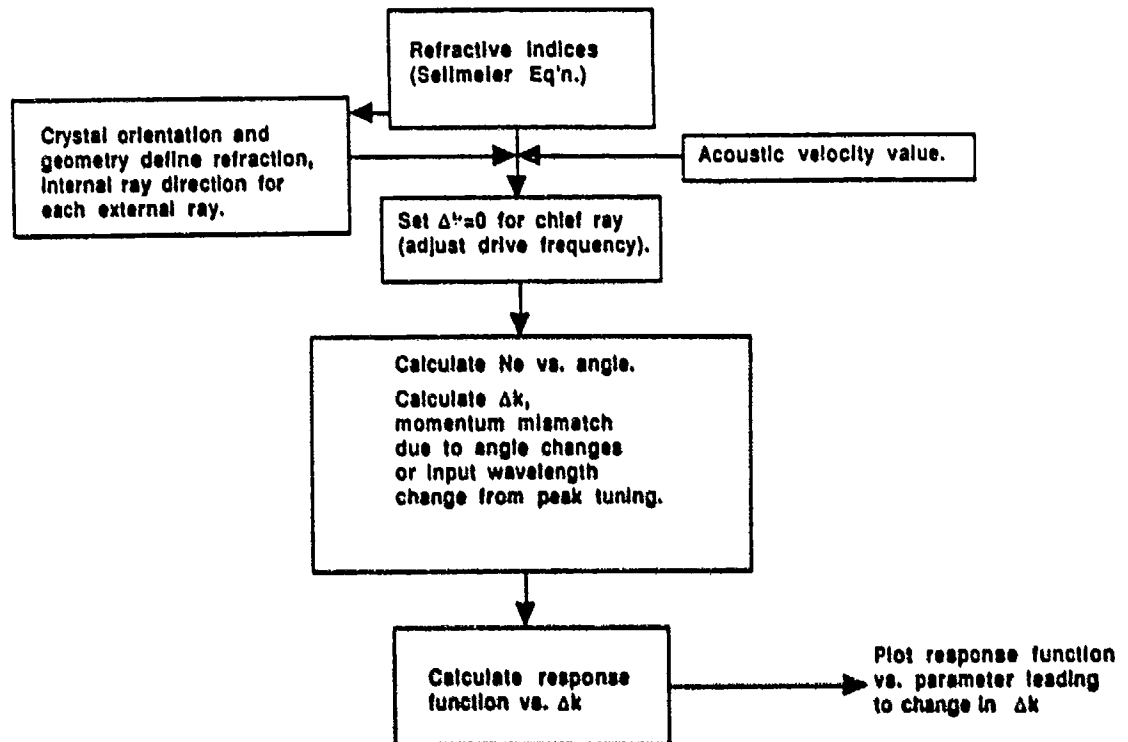 Refractive indices
(Sellmeier Eq'n.)
Crystal orientation and
geometry define refraction,
internal ray direction for
each external ray.
Acoustic velocity value.
Set Δk=0 for chief ray
(adjust drive frequency).
Calculate Ne vs. angle.
Calculate Δk,
momentum mismatch
due to angle changes
or input wavelength
change from peak tuning.
Calculate response
function vs. Δk
Plot response function
vs. parameter leading
to change in Δk